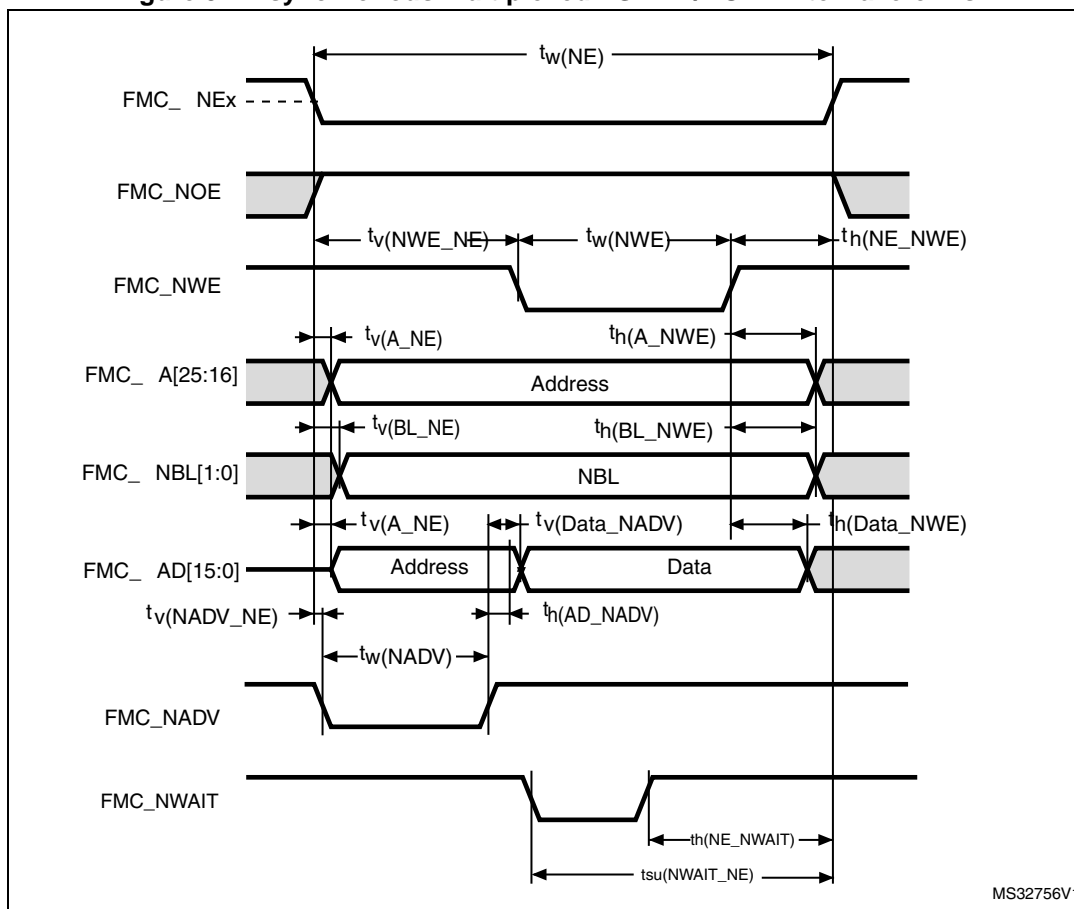 tw(NE)
FMC_ NEx
FMC_NOE
tv(NWE_NE)
tw(NWE)
th(NE_NWE)
FMC_NWE
tv(A_NE)
th(A_NWE)
FMC_ A[25:16]
Address
tv(BL_NE)
th(BL_NWE)
FMC_ NBL[1:0]
NBL
tv(A_NE)
tv(Data_NADV)
th(Data_NWE)
FMC_ AD[15:0]
Address
Data
tv(NADV_NE)
th(AD_NADV)
tw(NADV)
FMC_NADV
FMC_NWAIT
th(NE_NWAIT)
tsu(NWAIT_NE)
MS32756V1